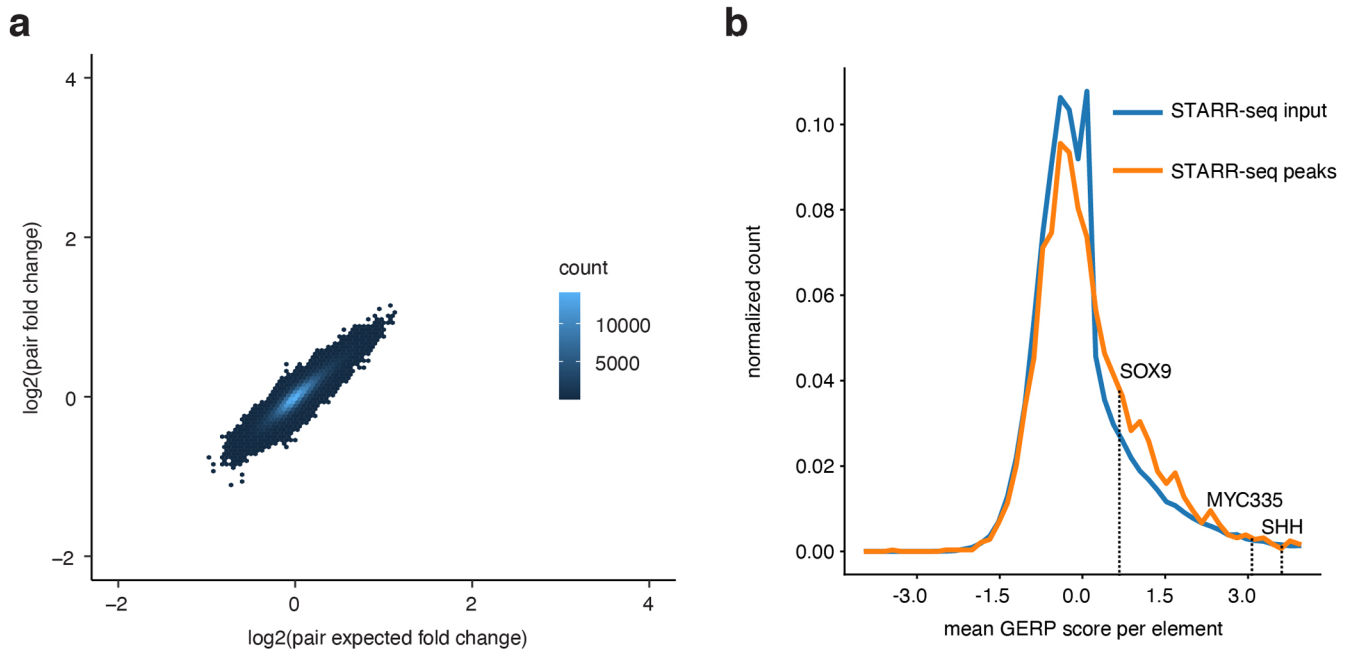 a
4
2
0
−2
log2(pair fold change)
−2
0
2
4
log2(pair expected fold change)
count
10000
5000
b
0.10
0.08
0.06
0.04
0.02
0.00
normalized count
STARR-seq input
STARR-seq peaks
SOX9
MYC335
SHH
-3.0
-1.5
0.0
1.5
3.0
mean GERP score per element